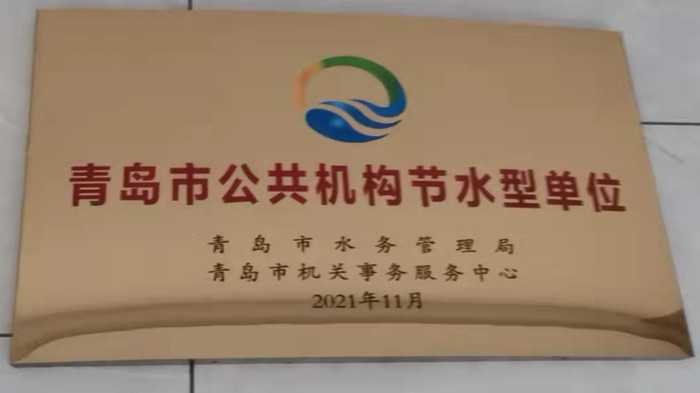 青岛市公共机构节水型单位
青岛市水务管理局
青岛市机关事务服务中心
2021年11月